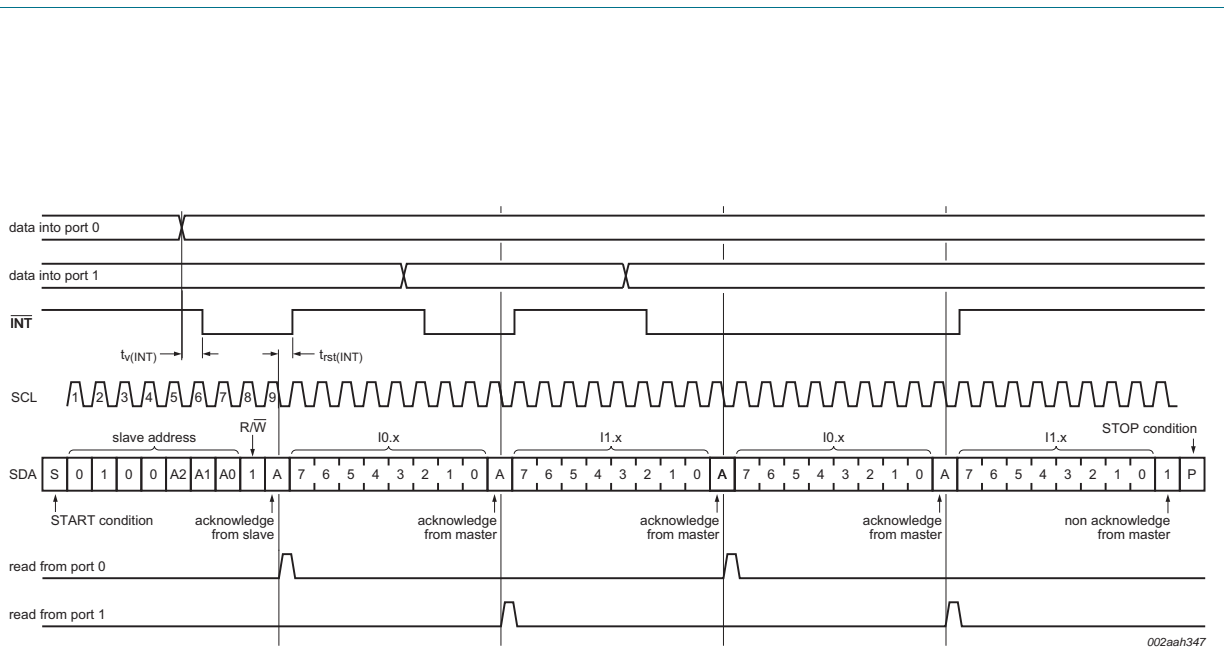 data into port 0
data into port 1
INT
tv(INT)
trst(INT)
SCL
1 2 3 4 5 6 7 8 9
slave address
R/W
I0.x
I1.x
I0.x
I1.x
STOP condition
SDA
S 0 1 0 0 A2 A1 A0 1 A 7 6 5 4 3 2 1 0 A 7 6 5 4 3 2 1 0 A 7 6 5 4 3 2 1 0 A 7 6 5 4 3 2 1 0 1 P
START condition
acknowledge
from slave
acknowledge
from master
acknowledge
from master
acknowledge
from master
non acknowledge
from master
read from port 0
read from port 1
002aah347